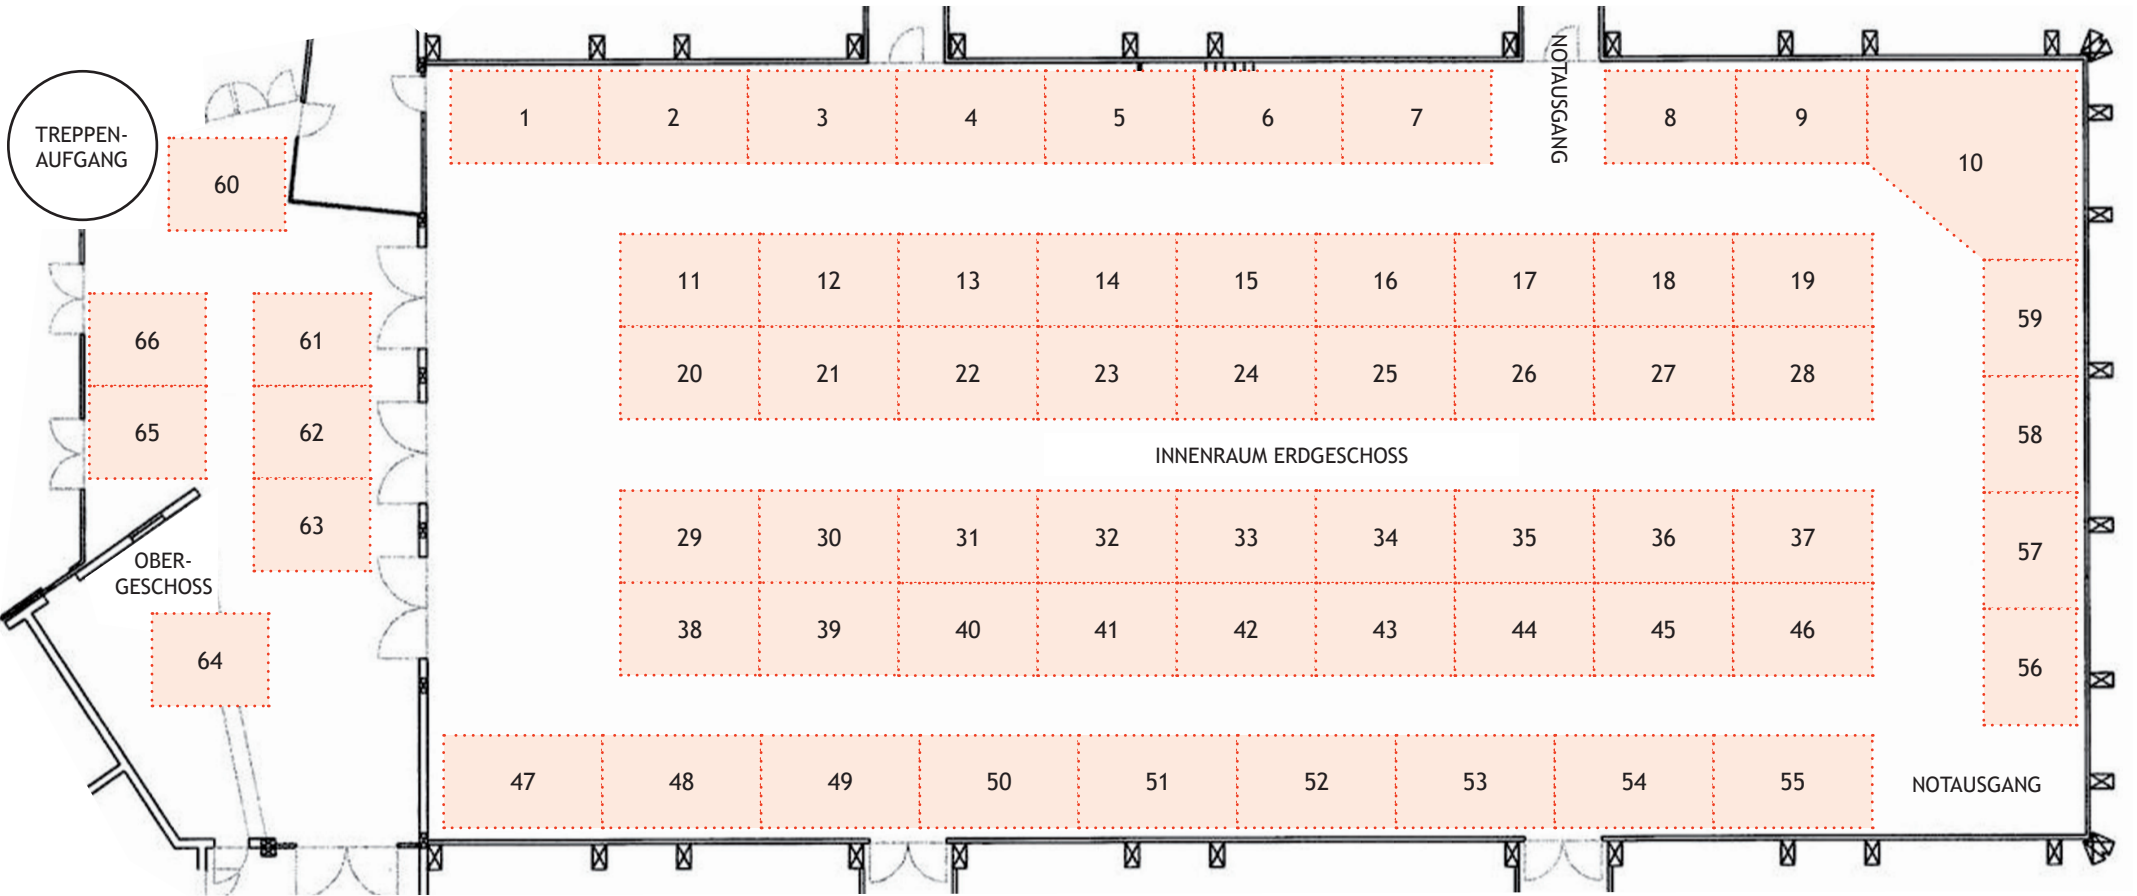 TREPPEN-
AUFGANG
60
1 2 3 4 5 6 7
NOTAUSGANG
8 9 10
11 12 13 14 15 16 17 18 19
20 21 22 23 24 25 26 27 28
59
58
57
56
66 61
65 62
63
INNENRAUM ERDGESCHOSS
29 30 31 32 33 34 35 36 37
38 39 40 41 42 43 44 45 46
OBER-
GESCHOSS
64
47 48 49 50 51 52 53 54 55
NOTAUSGANG